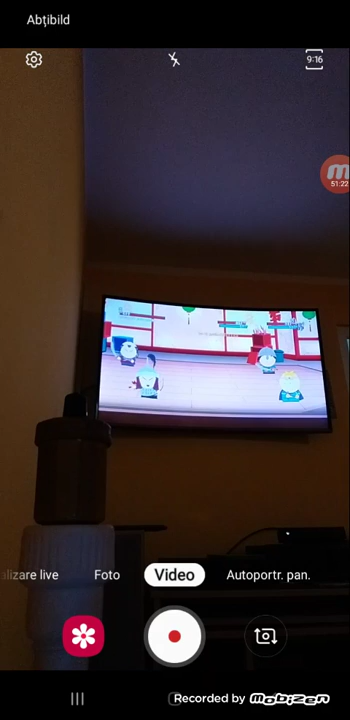 Abțibild
9:16
51:22
lizare live
Foto
Video
Autoportr. pan.
Recorded by mobizen